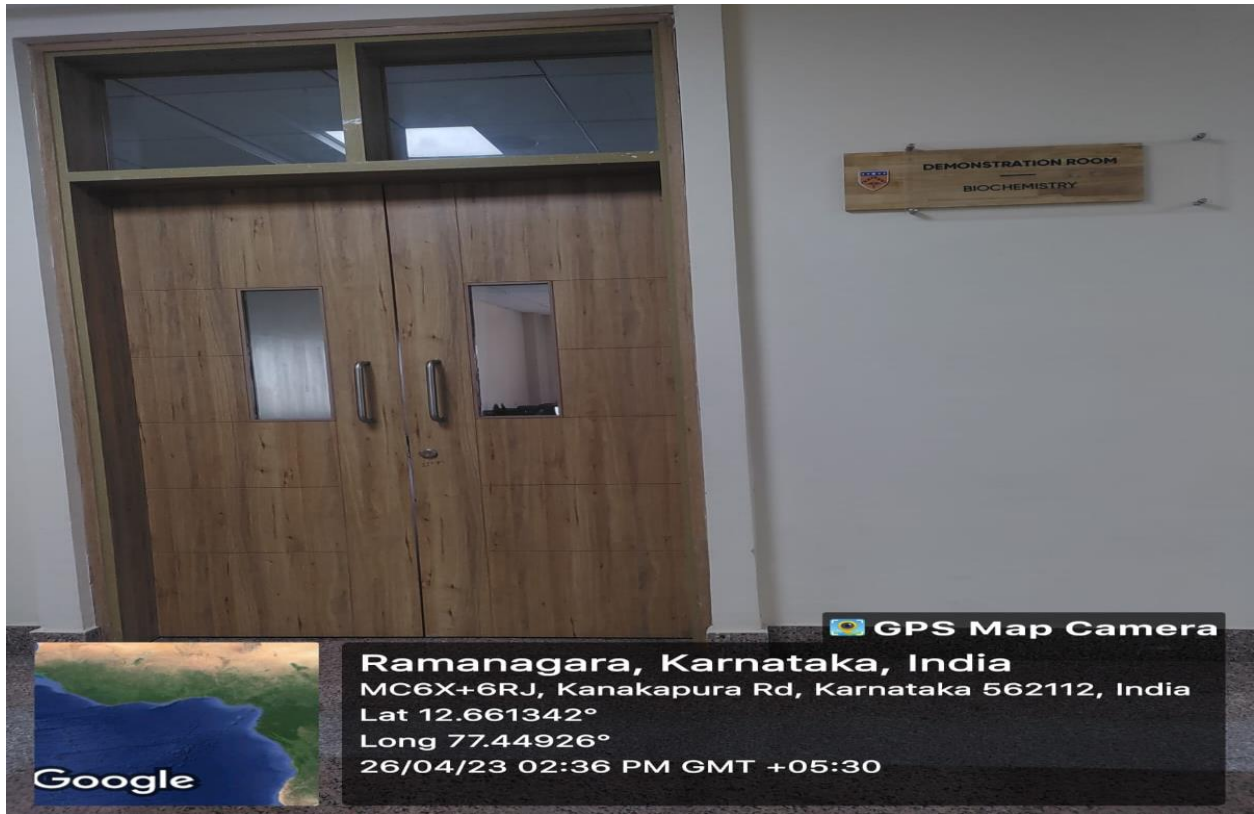 DEMONSTRATION ROOM
BIOCHEMISTRY
GPS Map Camera
Ramanagara, Karnataka, India
MC6X+6RJ, Kanakapura Rd, Karnataka 562112, India
Lat 12.661342°
Long 77.44926°
26/04/23 02:36 PM GMT +05:30
Google